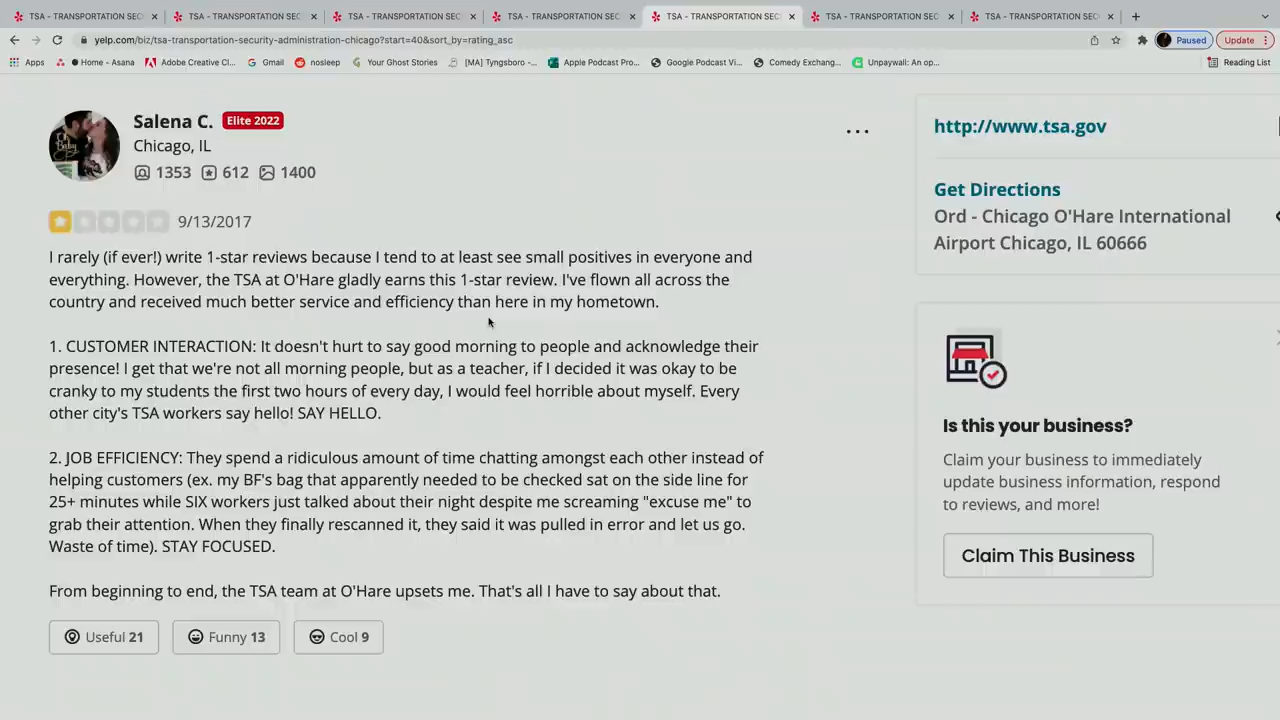 TSA - TRANSPORTATION SEC
TSA - TRANSPORTATION SEC
TSA - TRANSPORTATION SEC
TSA - TRANSPORTATION SEC
TSA - TRANSPORTATION SEC
TSA - TRANSPORTATION SEC
TSA - TRANSPORTATION SEC
yelp.com/biz/tsa-transportation-security-administration-chicago?start=40&sort_by=rating_asc
Paused
Update
Apps
Home - Asana
Adobe Creative Cl...
Gmail
nosleep
Your Ghost Stories
[MA] Tyngsboro -...
Apple Podcast Pro...
Google Podcast Vi...
Comedy Exchang...
Unpaywall: An op...
Reading List
Salena C. Elite 2022
Chicago, IL
1353 612 1400
9/13/2017
I rarely (if ever!) write 1-star reviews because I tend to at least see small positives in everyone and
everything. However, the TSA at O'Hare gladly earns this 1-star review. I've flown all across the
country and received much better service and efficiency than here in my hometown.
1. CUSTOMER INTERACTION: It doesn't hurt to say good morning to people and acknowledge their
presence! I get that we're not all morning people, but as a teacher, if I decided it was okay to be
cranky to my students the first two hours of every day, I would feel horrible about myself. Every
other city's TSA workers say hello! SAY HELLO.
2. JOB EFFICIENCY: They spend a ridiculous amount of time chatting amongst each other instead of
helping customers (ex. my BF's bag that apparently needed to be checked sat on the side line for
25+ minutes while SIX workers just talked about their night despite me screaming "excuse me" to
grab their attention. When they finally rescanned it, they said it was pulled in error and let us go.
Waste of time). STAY FOCUSED.
From beginning to end, the TSA team at O'Hare upsets me. That's all I have to say about that.
Useful 21
Funny 13
Cool 9
http://www.tsa.gov
Get Directions
Ord - Chicago O'Hare International
Airport Chicago, IL 60666
Is this your business?
Claim your business to immediately
update business information, respond
to reviews, and more!
Claim This Business